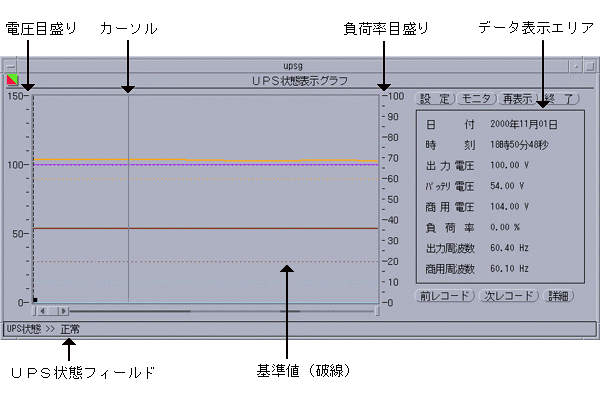 電圧目盛り カーソル 負荷率目盛り データ表示エリア
upsg
ＵＰＳ状態表示グラフ
設 定 モニタ 再表示 終 了
150 100 50 0
100 90 80 70 60 50 40 30 20 10 0
日 付 2000年11月01日
時 刻 18時50分48秒
出力電圧 100.00 V
バッテリ電圧 54.00 V
商用電圧 104.00 V
負荷率 0.00 %
出力周波数 60.40 Hz
商用周波数 60.10 Hz
前レコード 次レコード 詳細
UPS状態 >> 正常
ＵＰＳ状態フィールド 基準値（破線）